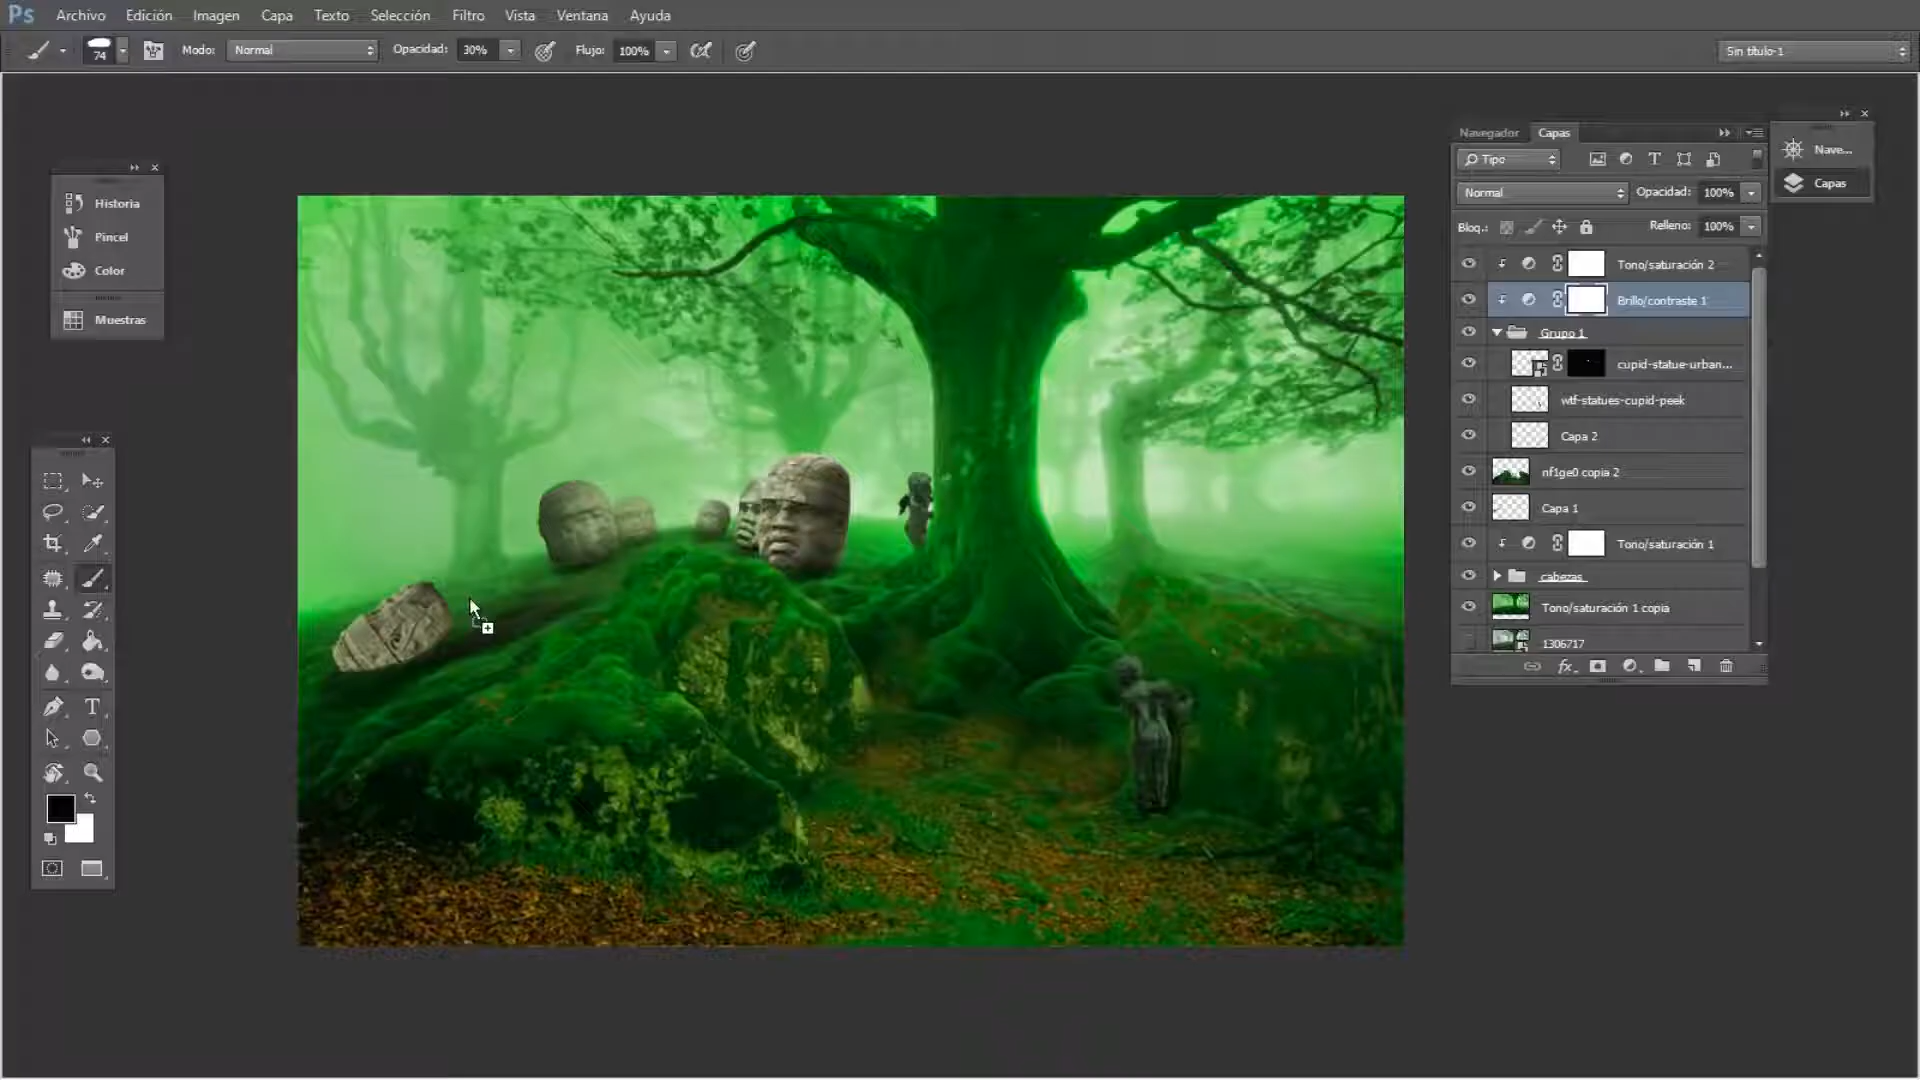 Ps Archivo Edición Imagen Capa Texto Selección Filtro Vista Ventana Ayuda
74 Modo: Normal Opacidad: 30% Flujo: 100% Sin título-1
Historia
Pincel
Color
Muestras
Navegador Capas
Tipo
Normal Opacidad: 100%
Bloq.: Relleno: 100%
Tono/saturación 2
Brillo/contraste 1
Grupo 1
cupid-statue-urban...
wtf-statues-cupid-peek
Capa 2
nf1ge0 copia 2
Capa 1
Tono/saturación 1
cabezas
Tono/saturación 1 copia
1306717
fx
Nave...
Capas
T